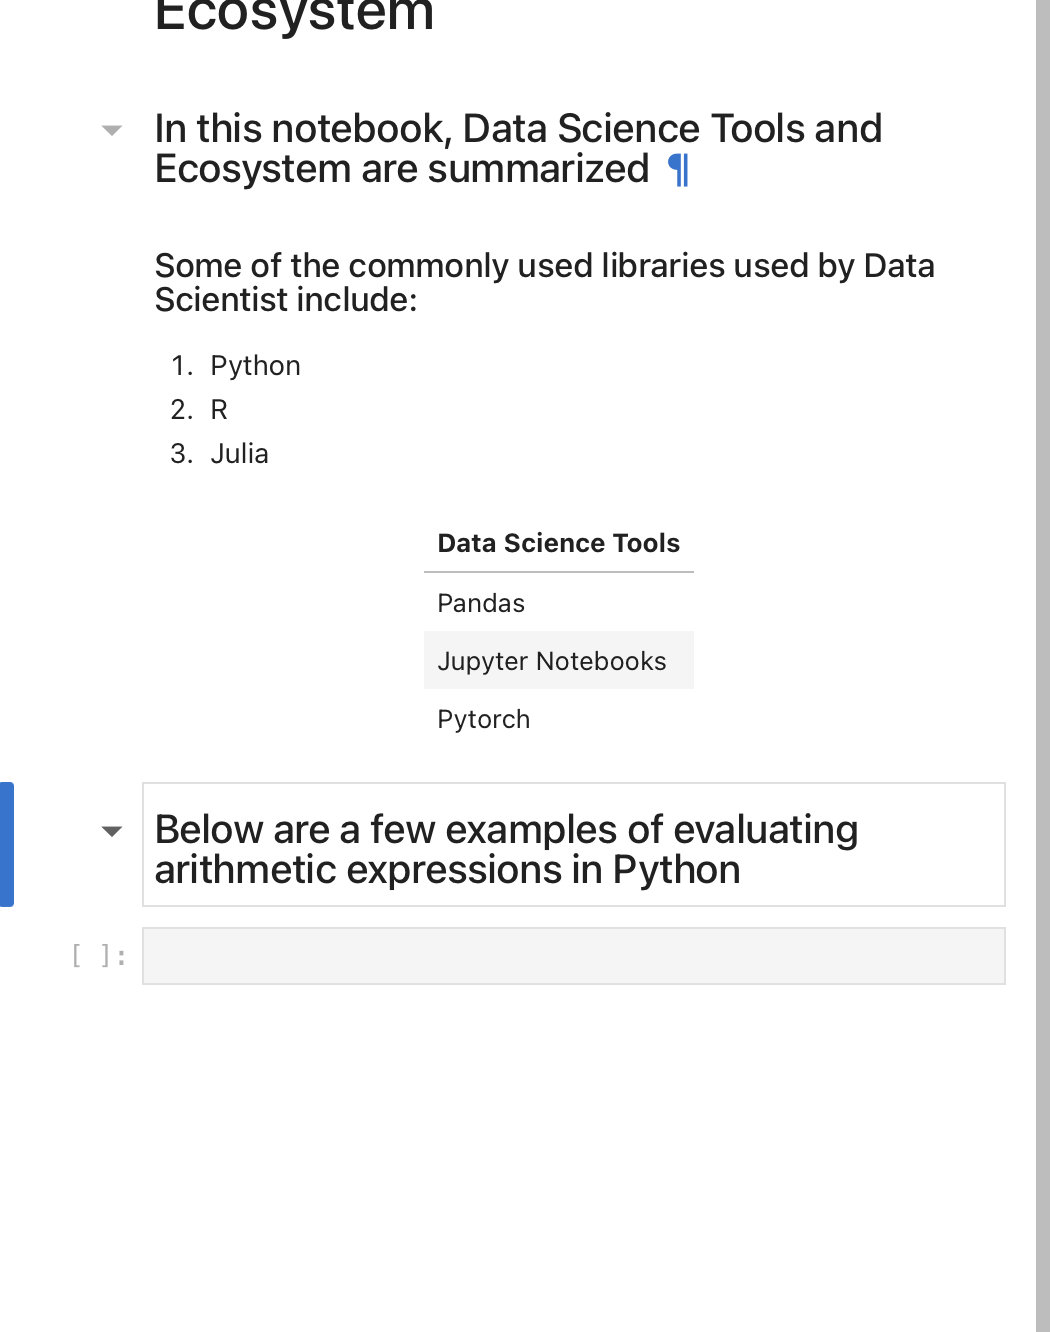 Ecosystem
In this notebook, Data Science Tools and
Ecosystem are summarized ¶
Some of the commonly used libraries used by Data
Scientist include:
1. Python
2. R
3. Julia
Data Science Tools
Pandas
Jupyter Notebooks
Pytorch
Below are a few examples of evaluating
arithmetic expressions in Python
[ ]: